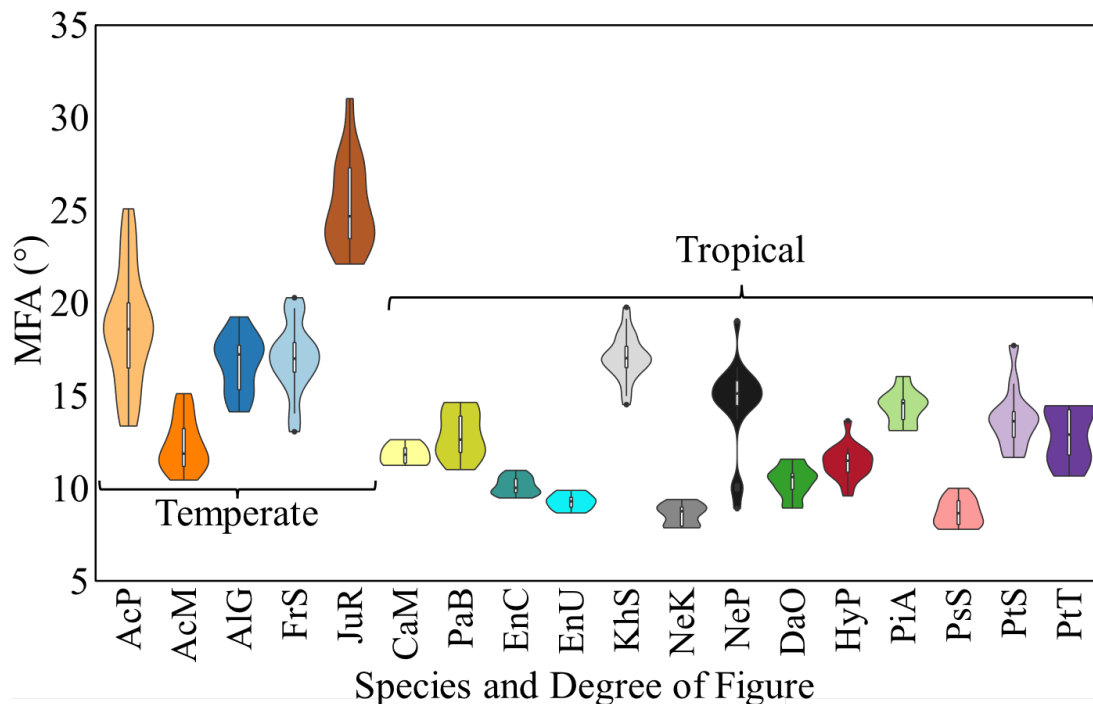 35
30
25
20
15
10
5
MFA (°)
Tropical
Temperate
AcP
AcM
AlG
FrS
JuR
CaM
PaB
EnC
EnU
KhS
NeK
NeP
DaO
HyP
PiA
PsS
PtS
PtT
Species and Degree of Figure